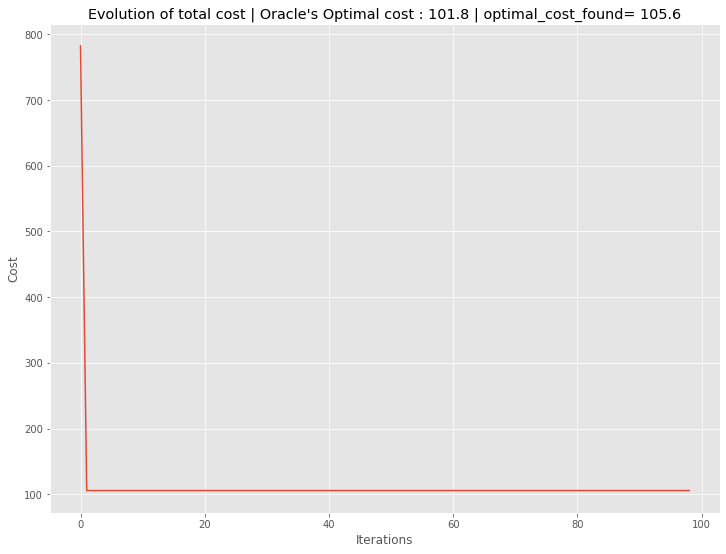 Evolution of total cost | Oracle's Optimal cost : 101.8 | optimal_cost_found= 105.6
800
700
600
500
400
300
200
100
Cost
0 20 40 60 80 100
Iterations